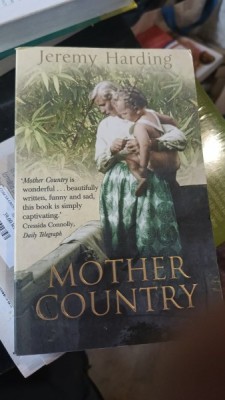 Jeremy Harding
'Mother Country is
wonderful . . . beautifully
written, funny and sad,
this book is simply
captivating.'
Cressida Connolly,
Daily Telegraph
MOTHER
COUNTRY